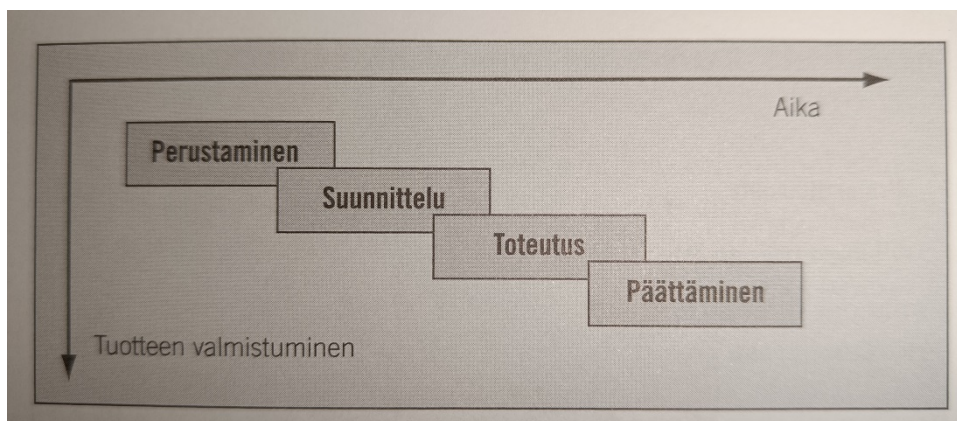 Aika
Perustaminen
Suunnittelu
Toteutus
Päättäminen
Tuotteen valmistuminen